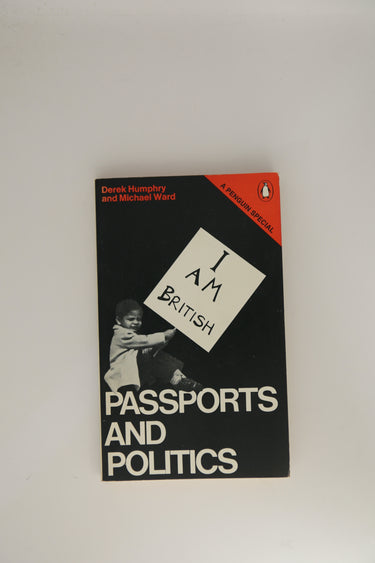 Derek Humphry
and Michael Ward
A PENGUIN SPECIAL
I
AM
BRITISH
PASSPORTS
AND
POLITICS